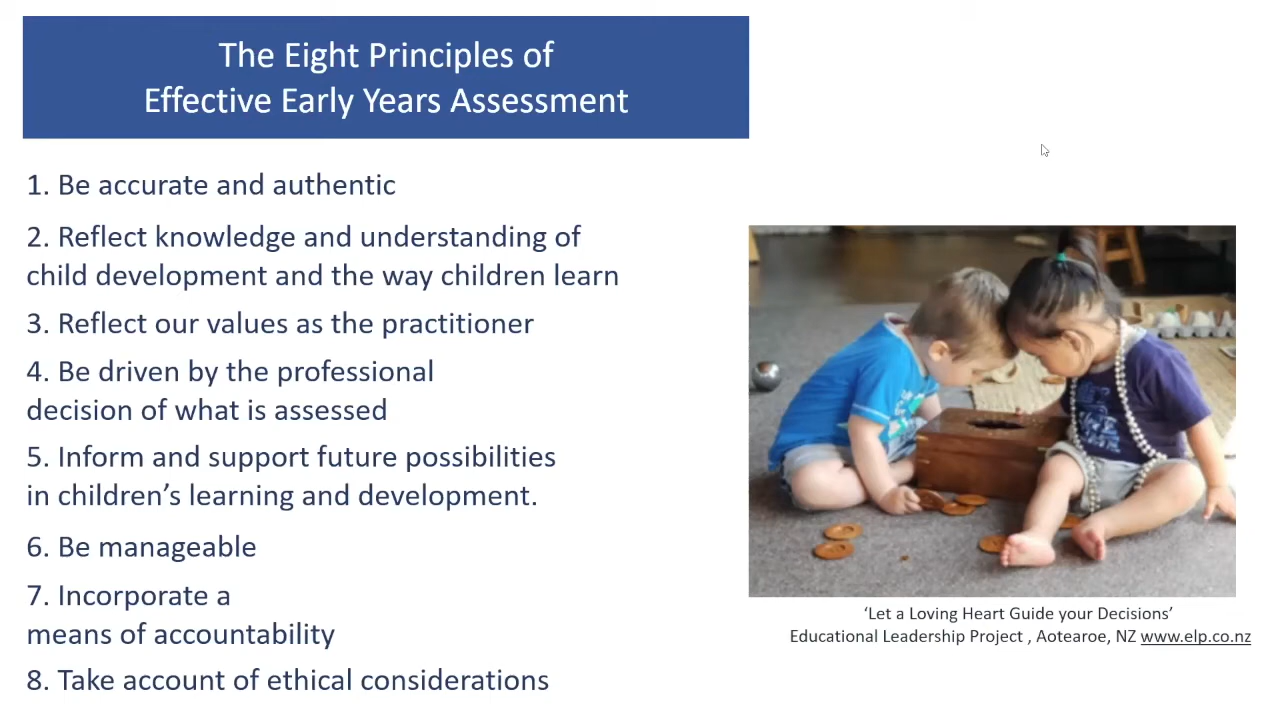 The Eight Principles of
Effective Early Years Assessment
1. Be accurate and authentic
2. Reflect knowledge and understanding of
child development and the way children learn
3. Reflect our values as the practitioner
4. Be driven by the professional
decision of what is assessed
5. Inform and support future possibilities
in children’s learning and development.
6. Be manageable
7. Incorporate a
means of accountability
8. Take account of ethical considerations
‘Let a Loving Heart Guide your Decisions’
Educational Leadership Project , Aotearoe, NZ www.elp.co.nz